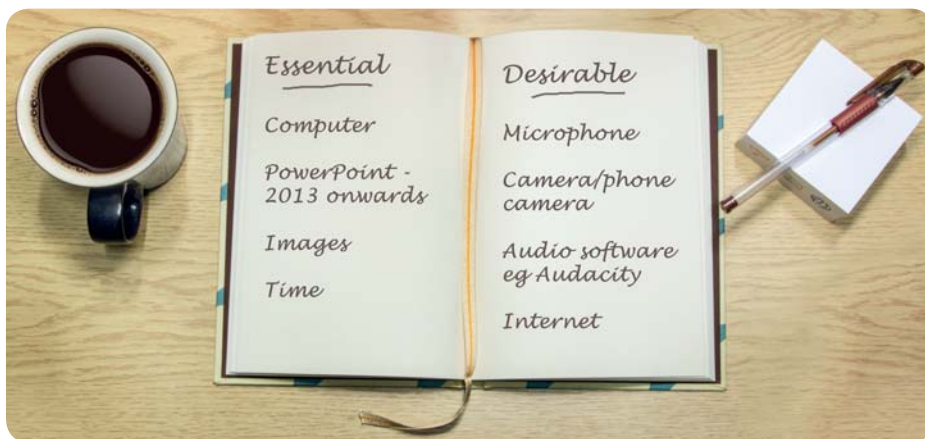 Essential
Computer
PowerPoint -
2013 onwards
Images
Time
Desirable
Microphone
Camera/phone
camera
Audio software
eg Audacity
Internet